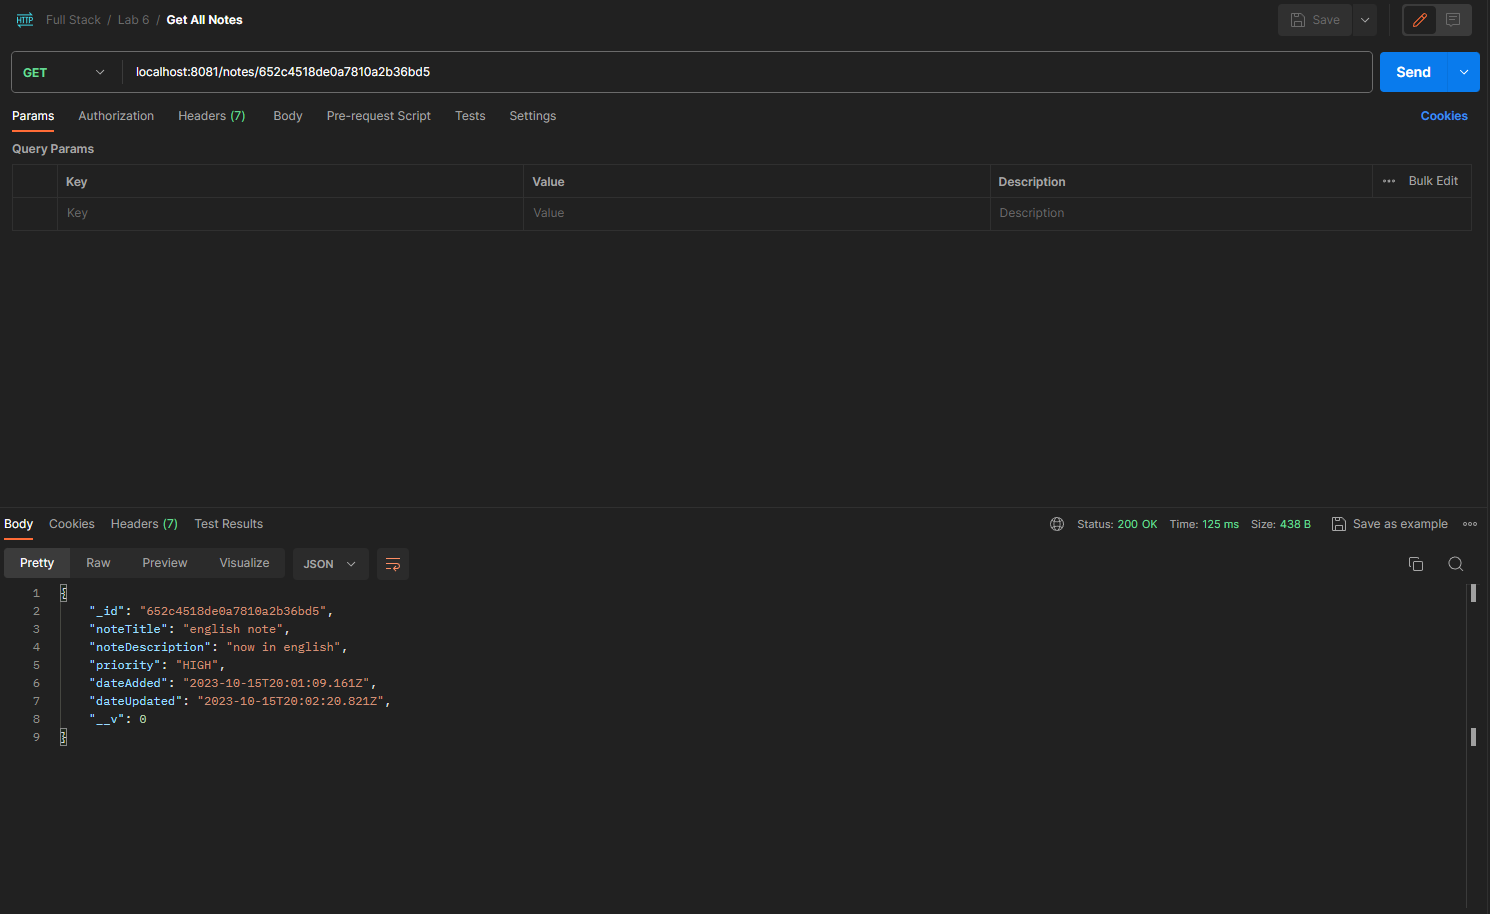 HTTP Full Stack / Lab 6 / Get All Notes Save
GET localhost:8081/notes/652c4518de0a7810a2b36bd5 Send
Params Authorization Headers (7) Body Pre-request Script Tests Settings Cookies
Query Params
Key Value Description Bulk Edit
Key Value Description
Body Cookies Headers (7) Test Results Status: 200 OK Time: 125 ms Size: 438 B Save as example
Pretty Raw Preview Visualize JSON
1 {
2 "_id": "652c4518de0a7810a2b36bd5",
3 "noteTitle": "english note",
4 "noteDescription": "now in english",
5 "priority": "HIGH",
6 "dateAdded": "2023-10-15T20:01:09.161Z",
7 "dateUpdated": "2023-10-15T20:02:20.821Z",
8 "__v": 0
9 }